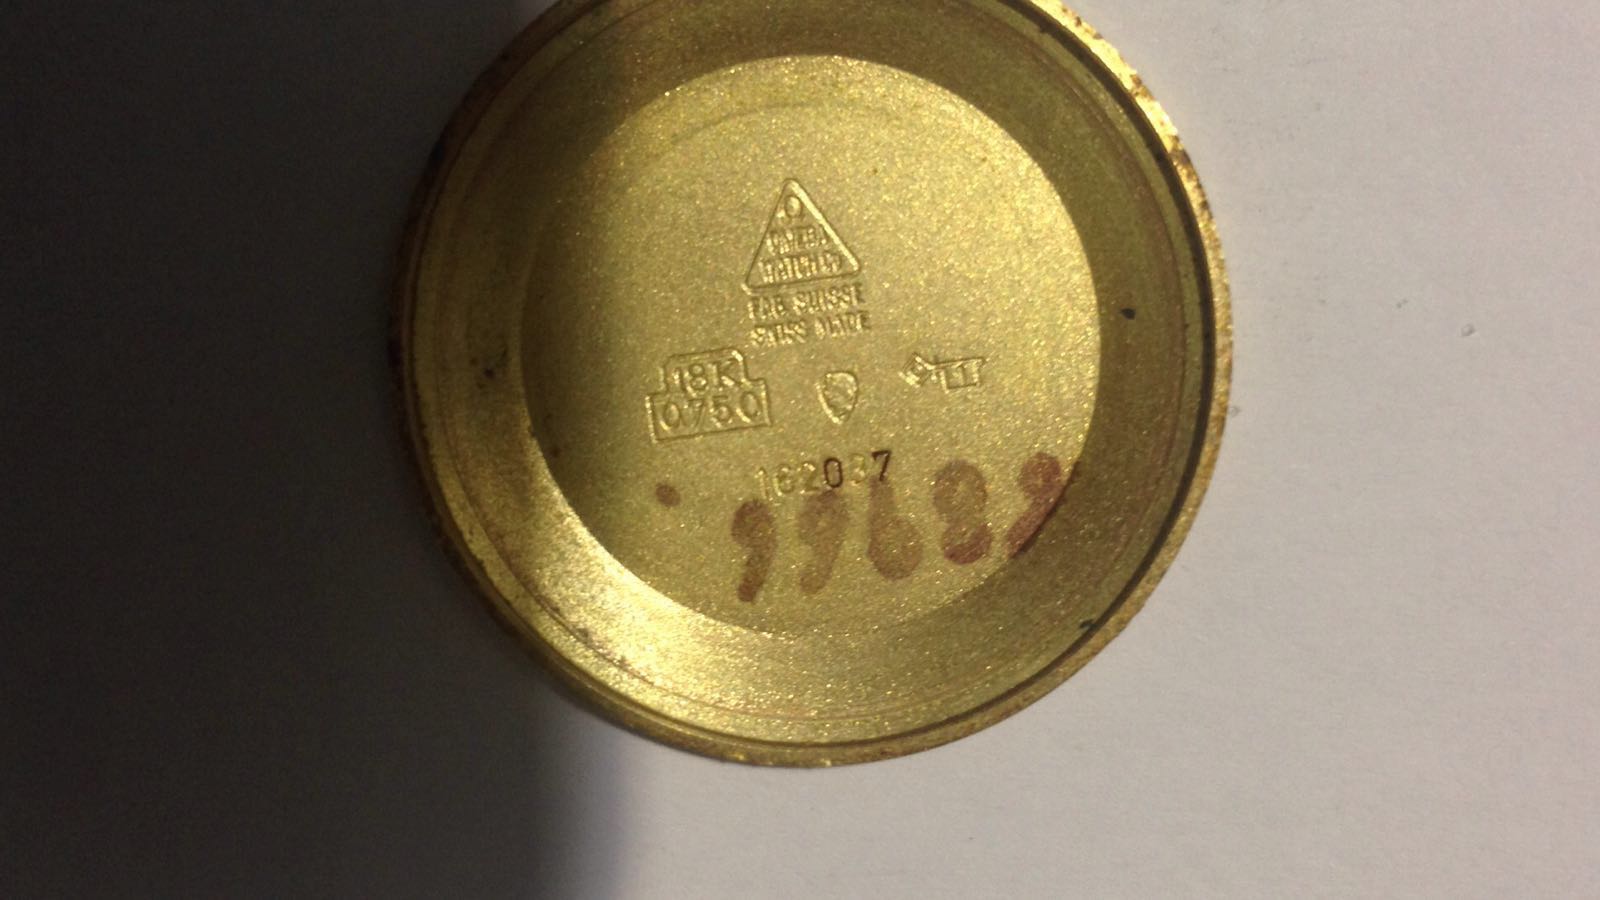 OMEGA
WATCH Co
FAB. SUISSE
SWISS MADE
18K
0750
162037
99682